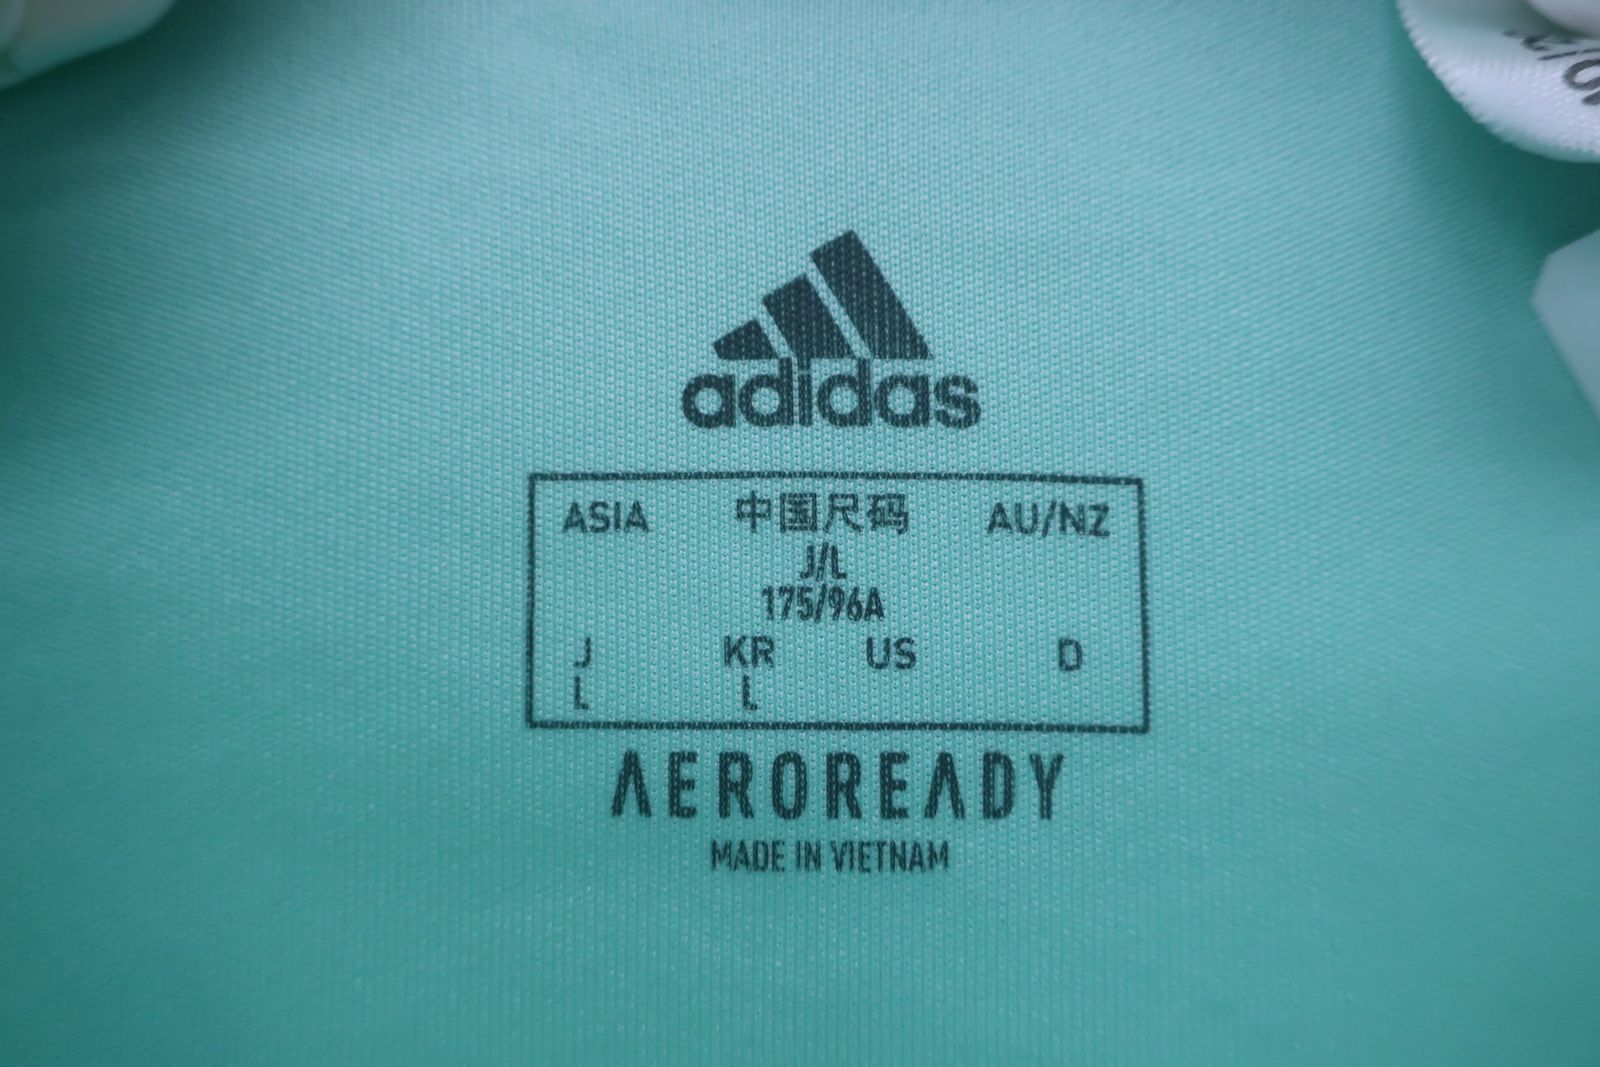 adidas
ASIA 中国尺码 AU/NZ
J/L
175/96A
J KR US D
L L
AEROREADY
MADE IN VIETNAM